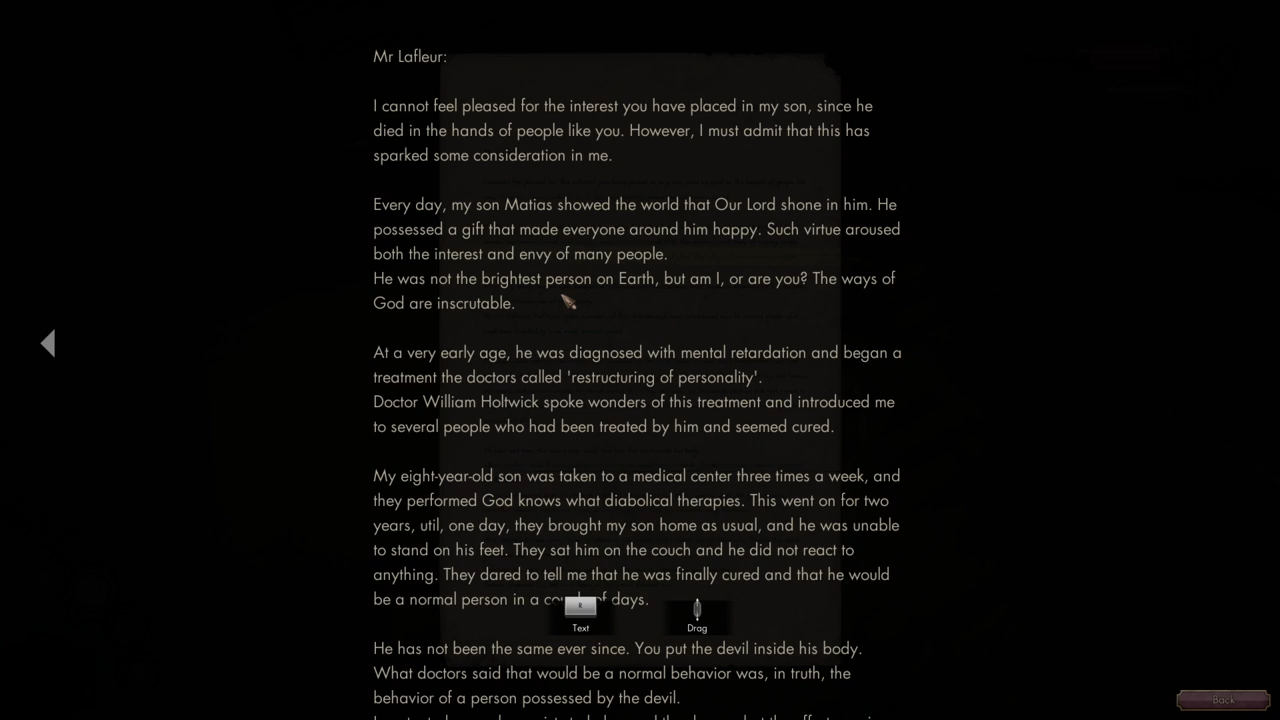 Mr Lafleur:
I cannot feel pleased for the interest you have placed in my son, since he
died in the hands of people like you. However, I must admit that this has
sparked some consideration in me.
Every day, my son Matias showed the world that Our Lord shone in him. He
possessed a gift that made everyone around him happy. Such virtue aroused
both the interest and envy of many people.
He was not the brightest person on Earth, but am I, or are you? The ways of
God are inscrutable.
At a very early age, he was diagnosed with mental retardation and began a
treatment the doctors called 'restructuring of personality'.
Doctor William Holtwick spoke wonders of this treatment and introduced me
to several people who had been treated by him and seemed cured.
My eight-year-old son was taken to a medical center three times a week, and
they performed God knows what diabolical therapies. This went on for two
years, util, one day, they brought my son home as usual, and he was unable
to stand on his feet. They sat him on the couch and he did not react to
anything. They dared to tell me that he was finally cured and that he would
be a normal person in a of days.
R
Text
Drag
He has not been the same ever since. You put the devil inside his body.
What doctors said that would be a normal behavior was, in truth, the
behavior of a person possessed by the devil.
Back